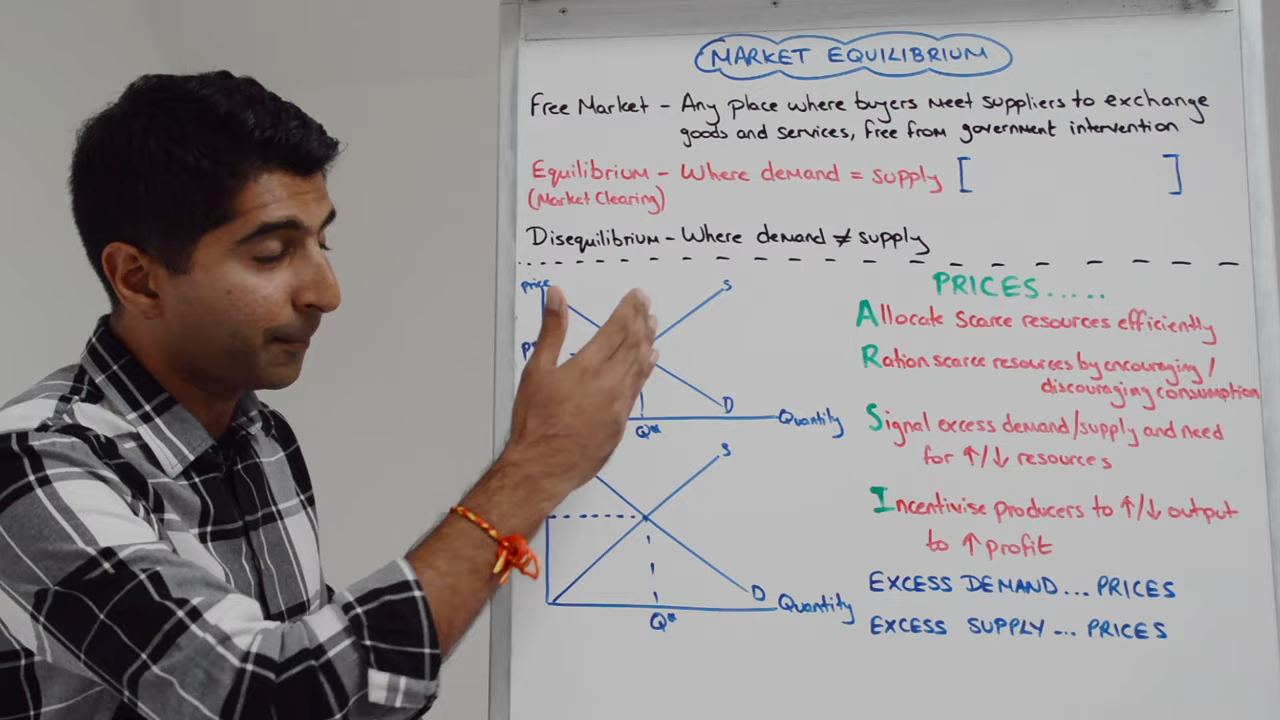 MARKET EQUILIBRIUM
Free Market - Any place where buyers meet suppliers to exchange
goods and services, free from government intervention
Equilibrium - Where demand = supply [ ]
(Market Clearing)
Disequilibrium - Where demand ≠ supply
Price
S
P
D
Quantity
Q*
S
D
Quantity
Q*
PRICES.....
Allocate scarce resources efficiently
Ration scarce resources by encouraging/
discouraging consumption
Signal excess demand/supply and need
for ↑/↓ resources
Incentivise producers to ↑/↓ output
to ↑ profit
EXCESS DEMAND... PRICES
EXCESS SUPPLY... PRICES